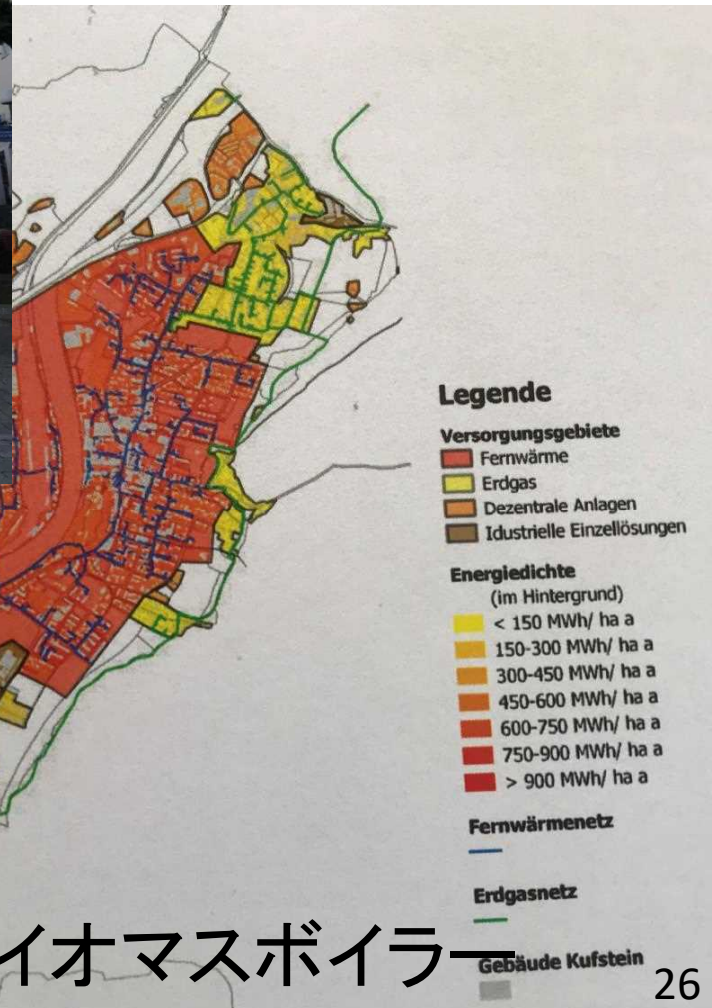 Legende
Versorgungsgebiete
Fernwärme
Erdgas
Dezentrale Anlagen
Idustrielle Einzellösungen
Energiedichte
(im Hintergrund)
< 150 MWh/ ha a
150-300 MWh/ ha a
300-450 MWh/ ha a
450-600 MWh/ ha a
600-750 MWh/ ha a
750-900 MWh/ ha a
> 900 MWh/ ha a
Fernwärmenetz
Erdgasnetz
Gebäude Kufstein
イオマスボイラー
26